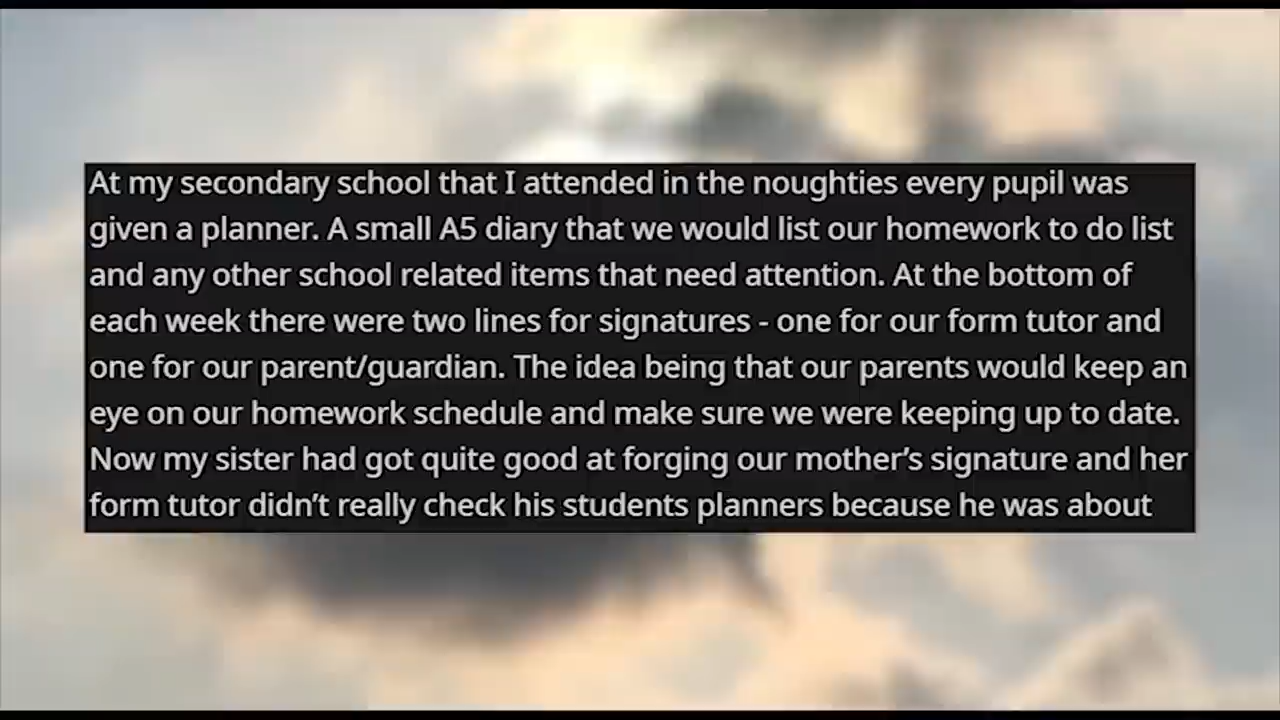 At my secondary school that I attended in the noughties every pupil was
given a planner. A small A5 diary that we would list our homework to do list
and any other school related items that need attention. At the bottom of
each week there were two lines for signatures - one for our form tutor and
one for our parent/guardian. The idea being that our parents would keep an
eye on our homework schedule and make sure we were keeping up to date.
Now my sister had got quite good at forging our mother’s signature and her
form tutor didn’t really check his students planners because he was about